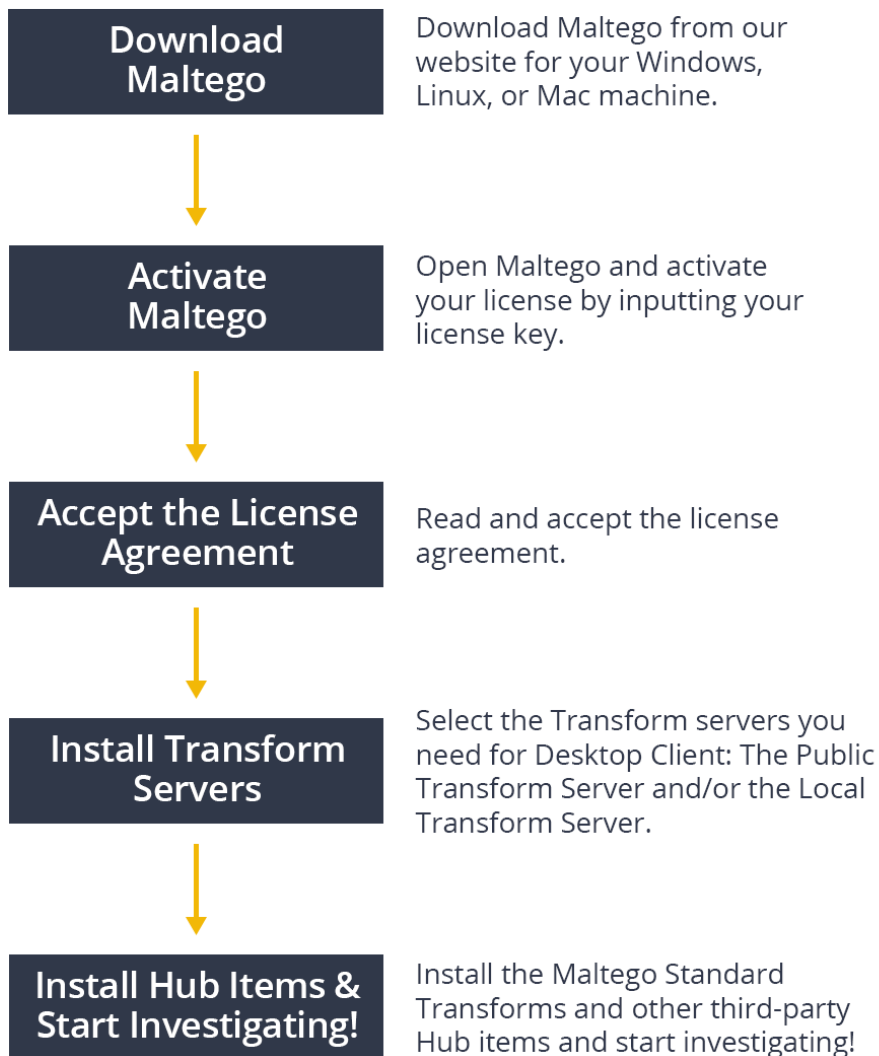 Download
Maltego
Download Maltego from our
website for your Windows,
Linux, or Mac machine.
Activate
Maltego
Open Maltego and activate
your license by inputting your
license key.
Accept the License
Agreement
Read and accept the license
agreement.
Install Transform
Servers
Select the Transform servers you
need for Desktop Client: The Public
Transform Server and/or the Local
Transform Server.
Install Hub Items &
Start Investigating!
Install the Maltego Standard
Transforms and other third-party
Hub items and start investigating!